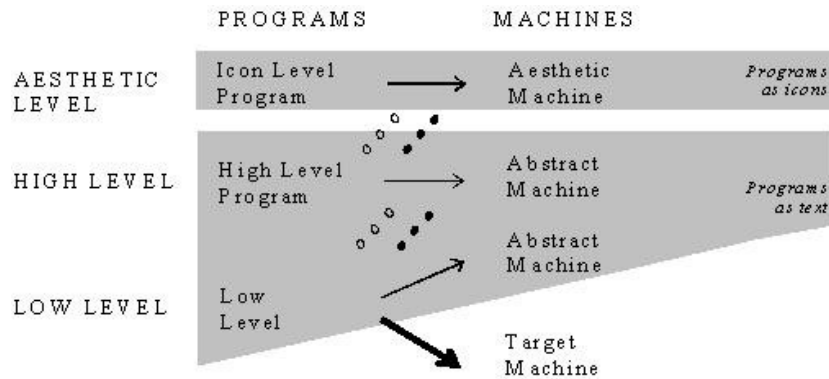 PROGRAMS MACHINES
AESTHETIC
LEVEL
Icon Level
Program
Aesthetic
Machine
Programs
as icons
HIGH LEVEL
High Level
Program
Abstract
Machine
Programs
as text
Abstract
Machine
LOW LEVEL
Low
Level
Target
Machine